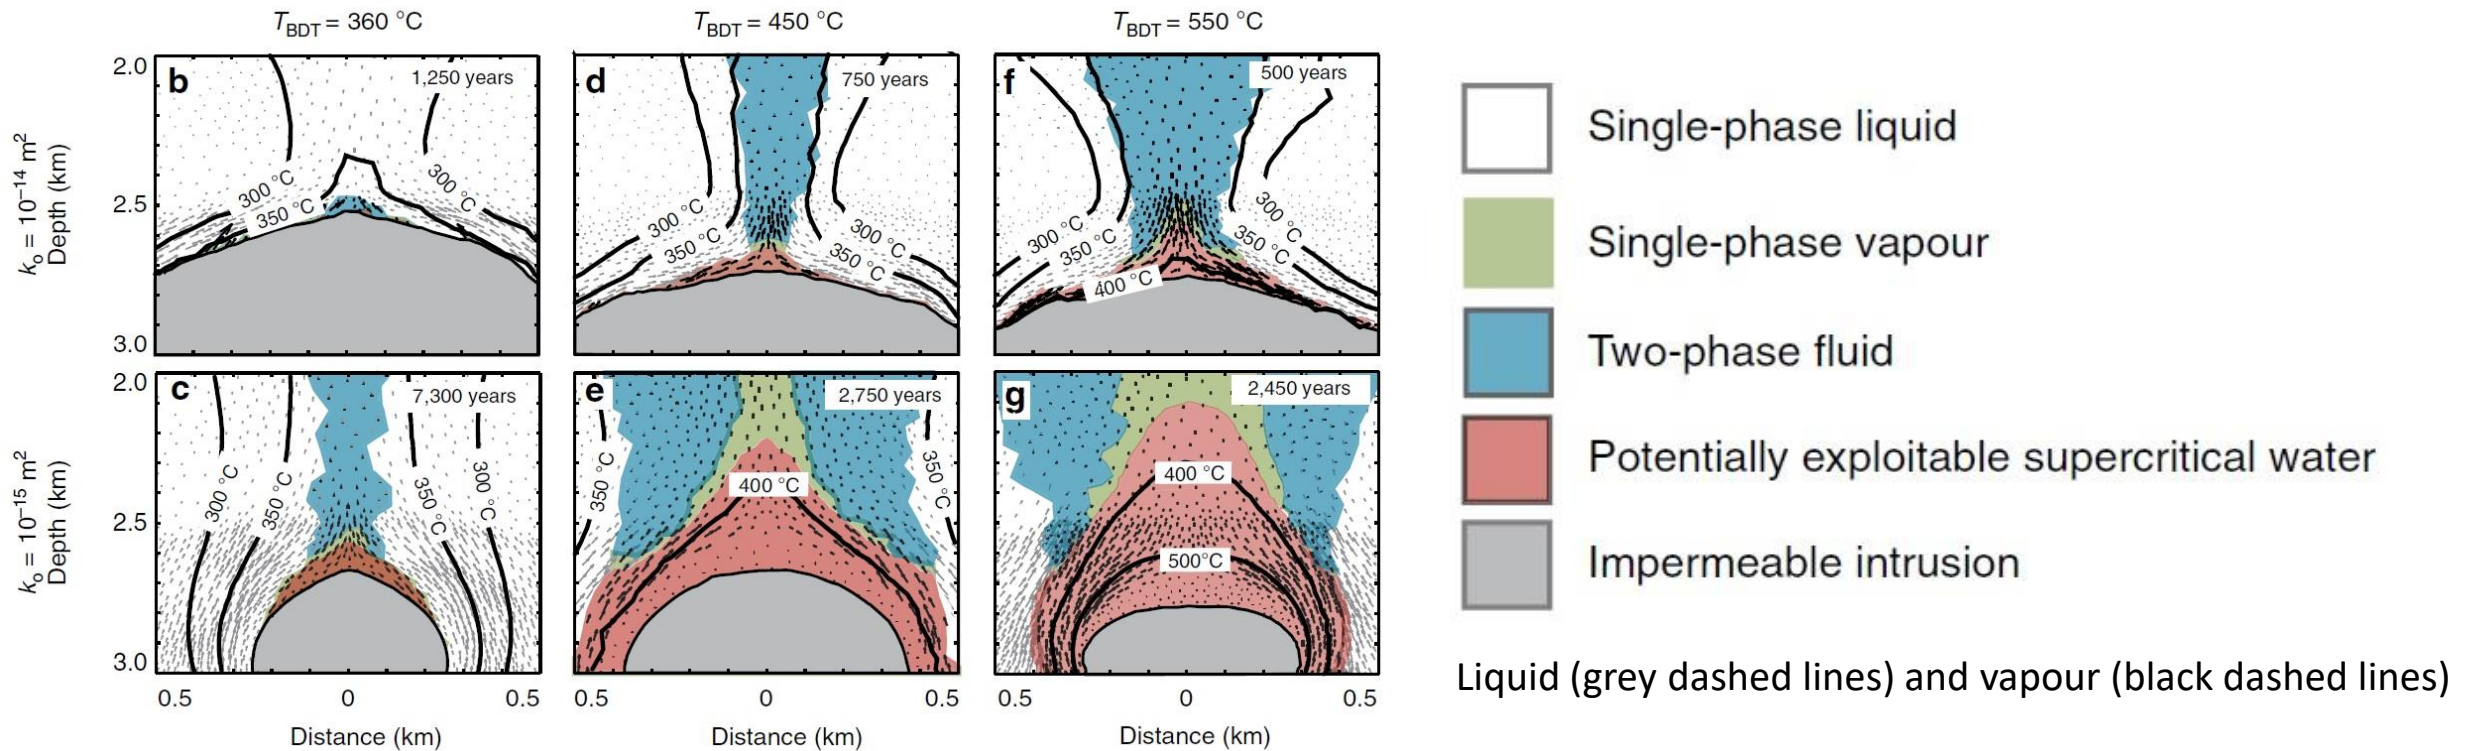 T_BDT = 360 °C
T_BDT = 450 °C
T_BDT = 550 °C
k_o = 10^−14 m^2
Depth (km)
2.0
2.5
3.0
b
1,250 years
300 °C
350 °C
300 °C
d
750 years
300 °C
350 °C
300 °C
350 °C
f
500 years
300 °C
350 °C
400 °C
300 °C
350 °C
k_o = 10^−15 m^2
Depth (km)
2.0
2.5
3.0
c
7,300 years
300 °C
350 °C
350 °C
300 °C
e
2,750 years
350 °C
400 °C
350 °C
g
2,450 years
400 °C
500°C
0.5
0
0.5
0.5
0
0.5
0.5
0
0.5
Distance (km)
Distance (km)
Distance (km)
Single-phase liquid
Single-phase vapour
Two-phase fluid
Potentially exploitable supercritical water
Impermeable intrusion
Liquid (grey dashed lines) and vapour (black dashed lines)